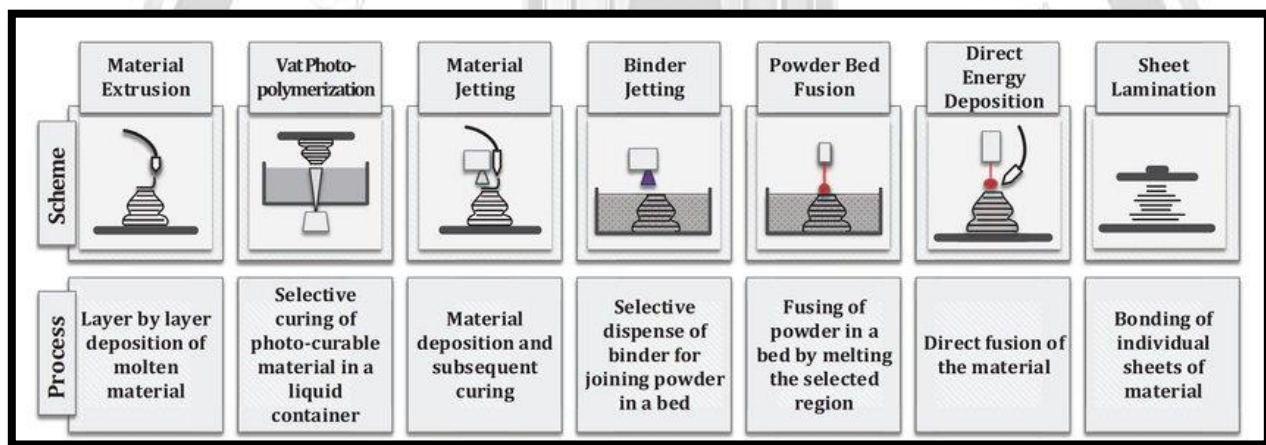 Material
Extrusion
Vat Photo-
polymerization
Material
Jetting
Binder
Jetting
Powder Bed
Fusion
Direct
Energy
Deposition
Sheet
Lamination
Scheme
Process
Layer by layer
deposition of
molten
material
Selective
curing of
photo-curable
material in a
liquid
container
Material
deposition and
subsequent
curing
Selective
dispense of
binder for
joining powder
in a bed
Fusing of
powder in a
bed by melting
the selected
region
Direct fusion of
the material
Bonding of
individual
sheets of
material